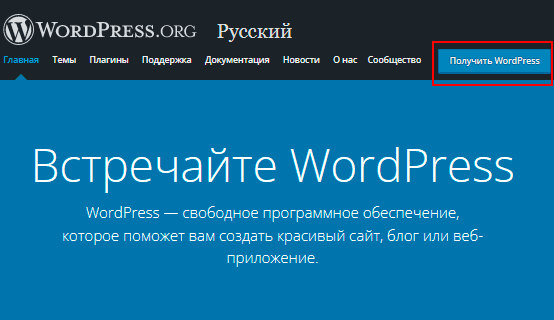 WORDPRESS.ORG Русский
Главная Темы Плагины Поддержка Документация Новости О нас Сообщество Получить WordPress
Встречайте WordPress
WordPress — свободное программное обеспечение,
которое поможет вам создать красивый сайт, блог или веб-
приложение.